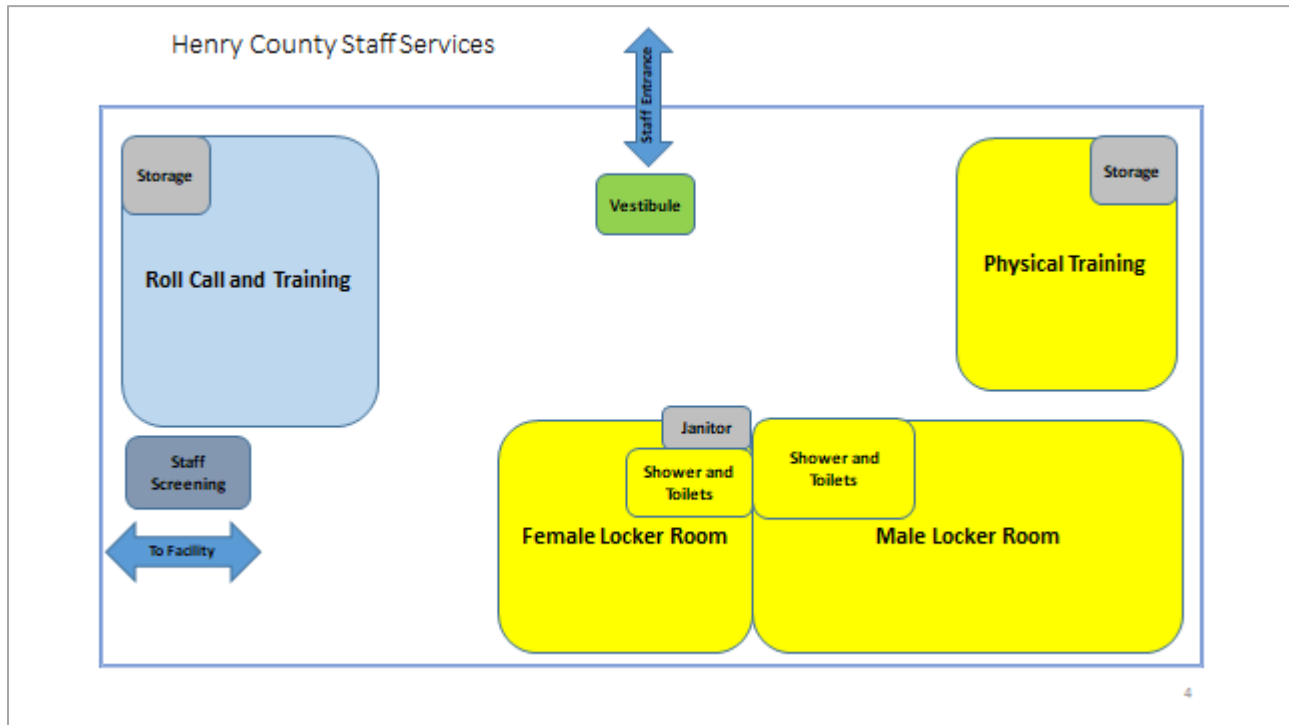 Henry County Staff Services
Staff Entrance
Storage
Storage
Vestibule
Roll Call and Training
Physical Training
Janitor
Staff
Screening
Shower and
Toilets
Shower and
Toilets
Female Locker Room
Male Locker Room
To Facility
4